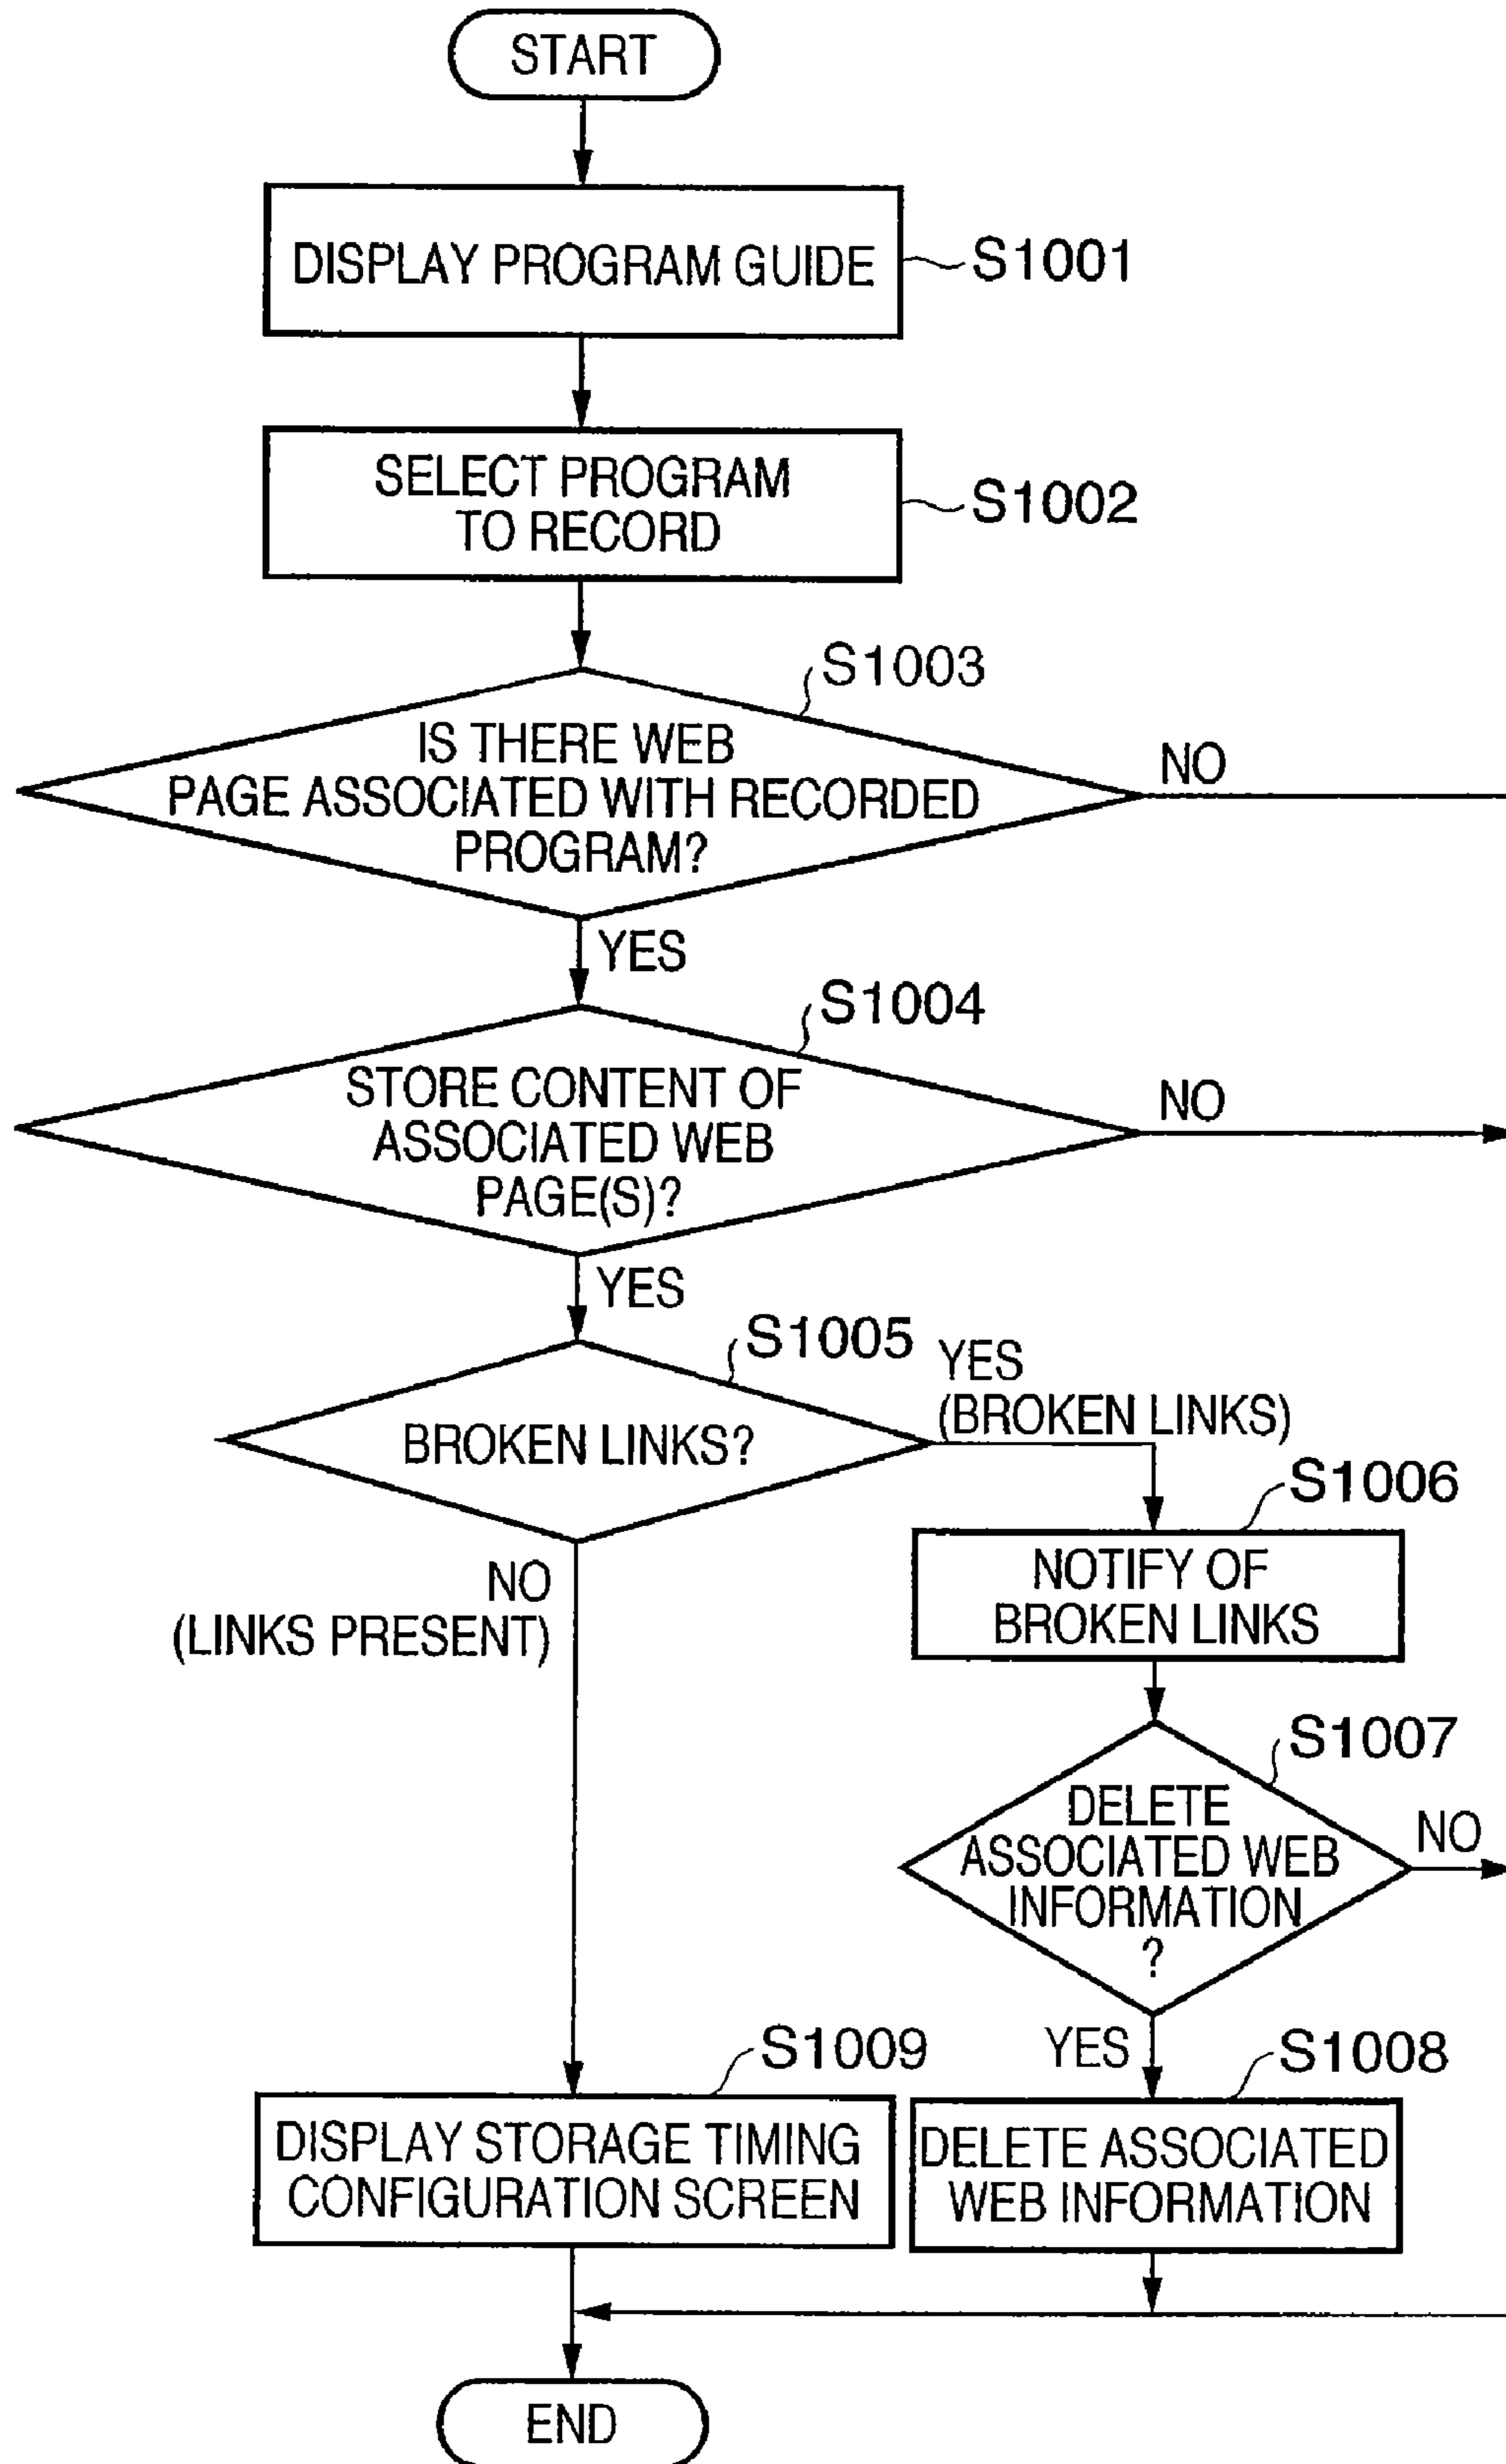 START
DISPLAY PROGRAM GUIDE
S1001
SELECT PROGRAM
TO RECORD
S1002
S1003
IS THERE WEB
PAGE ASSOCIATED WITH RECORDED
PROGRAM?
NO
YES
S1004
STORE CONTENT OF
ASSOCIATED WEB
PAGE(S)?
NO
YES
S1005
BROKEN LINKS?
YES
(BROKEN LINKS)
NO
(LINKS PRESENT)
S1006
NOTIFY OF
BROKEN LINKS
S1007
DELETE
ASSOCIATED WEB
INFORMATION
?
NO
YES
S1008
DELETE ASSOCIATED
WEB INFORMATION
S1009
DISPLAY STORAGE TIMING
CONFIGURATION SCREEN
END